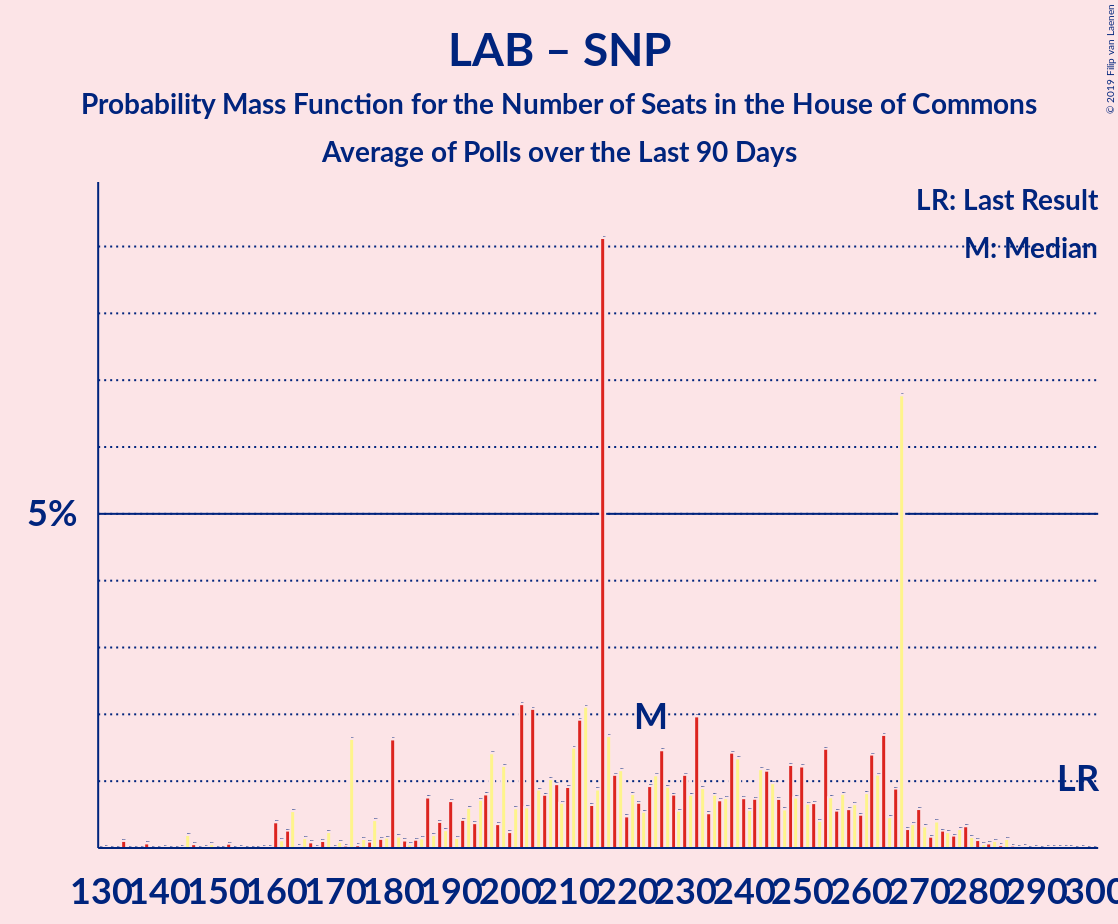 LAB – SNP
Probability Mass Function for the Number of Seats in the House of Commons
Average of Polls over the Last 90 Days
© 2019 Filip van Laenen
LR: Last Result
M: Median
5%
M
LR
130 140 150 160 170 180 190 200 210 220 230 240 250 260 270 280 290 300